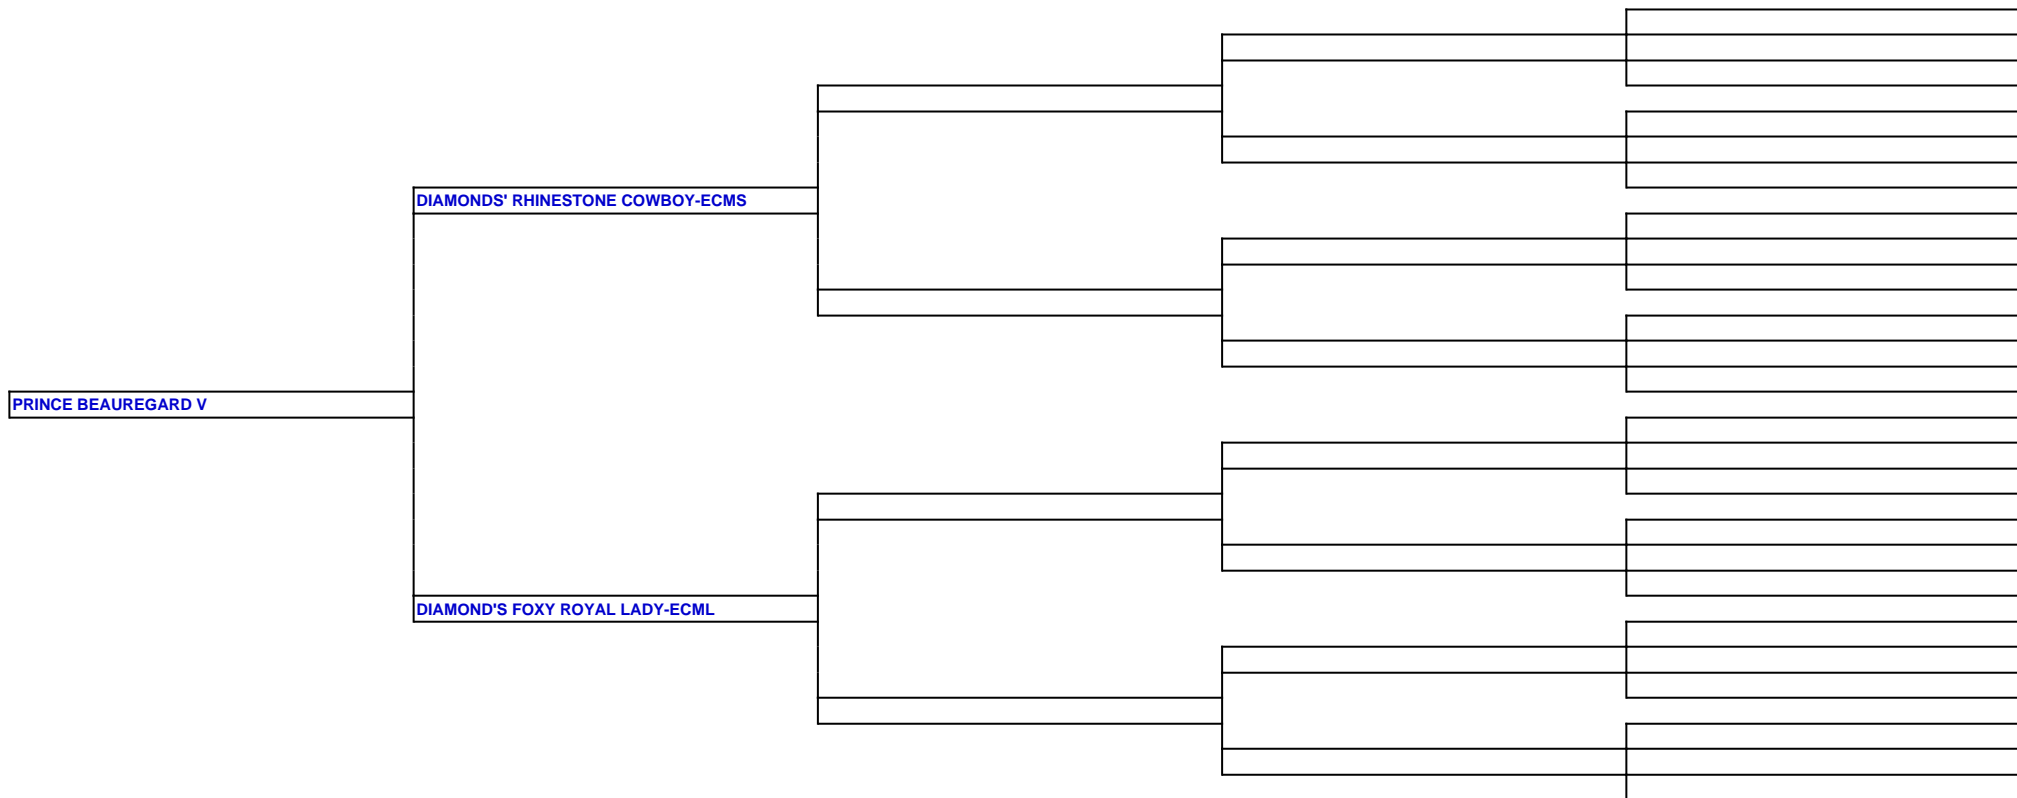 DIAMONDS' RHINESTONE COWBOY-ECMS
PRINCE BEAUREGARD V
DIAMOND'S FOXY ROYAL LADY-ECML